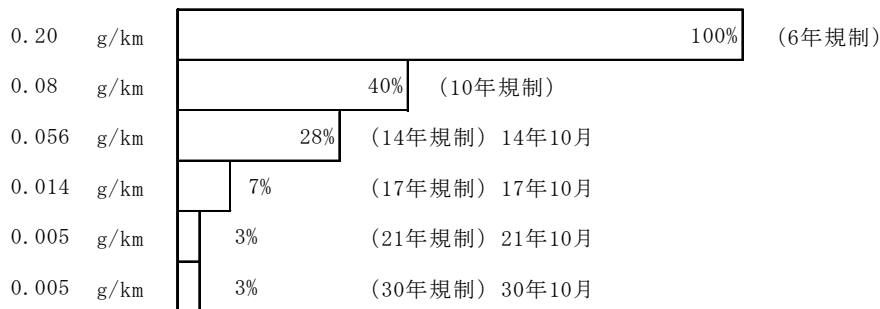 0.20 g/km 100% (6年規制)
0.08 g/km 40% (10年規制)
0.056 g/km 28% (14年規制) 14年10月
0.014 g/km 7% (17年規制) 17年10月
0.005 g/km 3% (21年規制) 21年10月
0.005 g/km 3% (30年規制) 30年10月